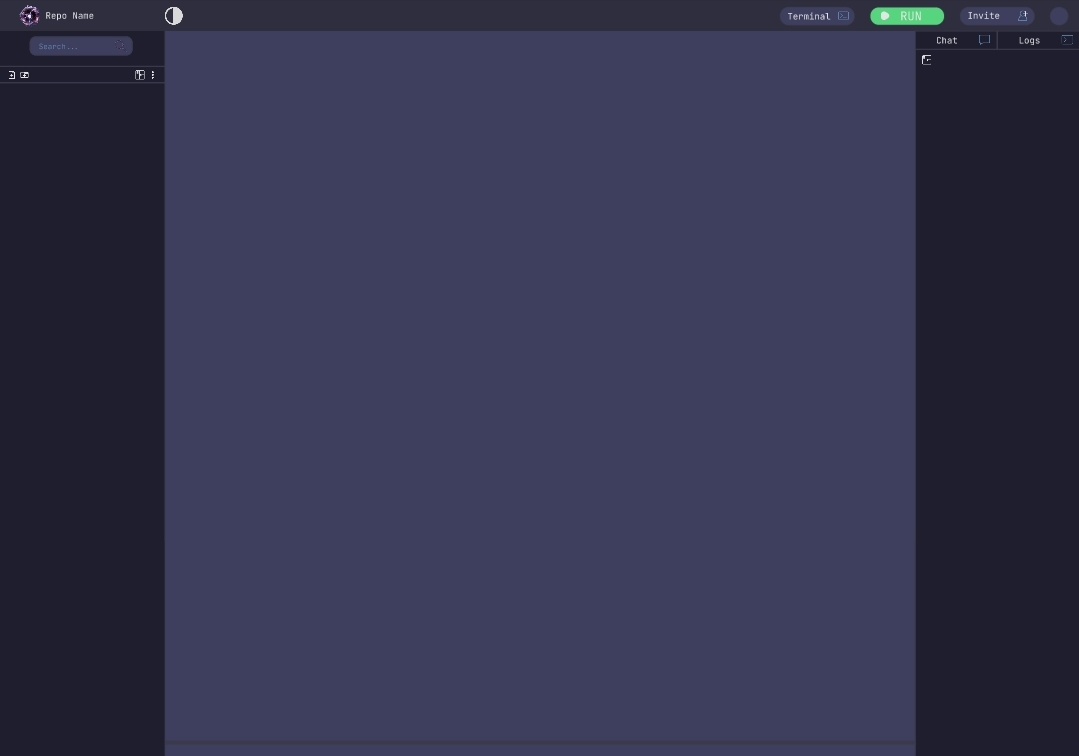 Repo Name
Terminal
RUN
Invite
Search...
Chat
Logs